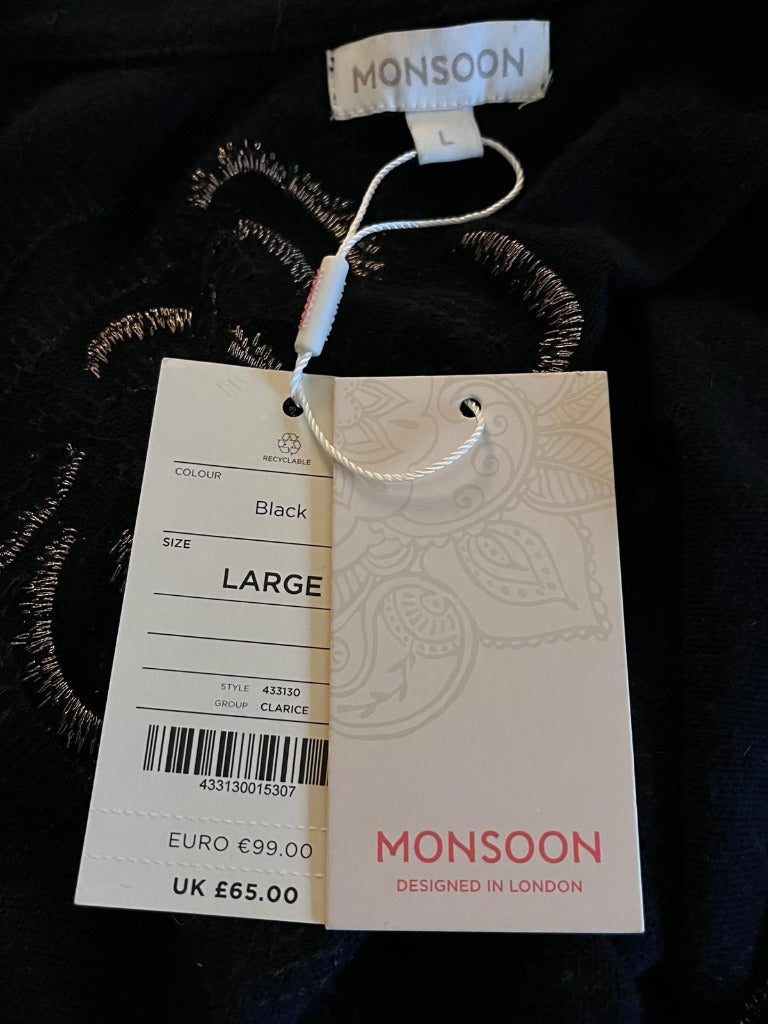 MONSOON
L
RECYCLABLE
COLOUR
Black
SIZE
LARGE
STYLE 433130
GROUP CLARICE
433130015307
EURO €99.00
UK £65.00
MONSOON
DESIGNED IN LONDON